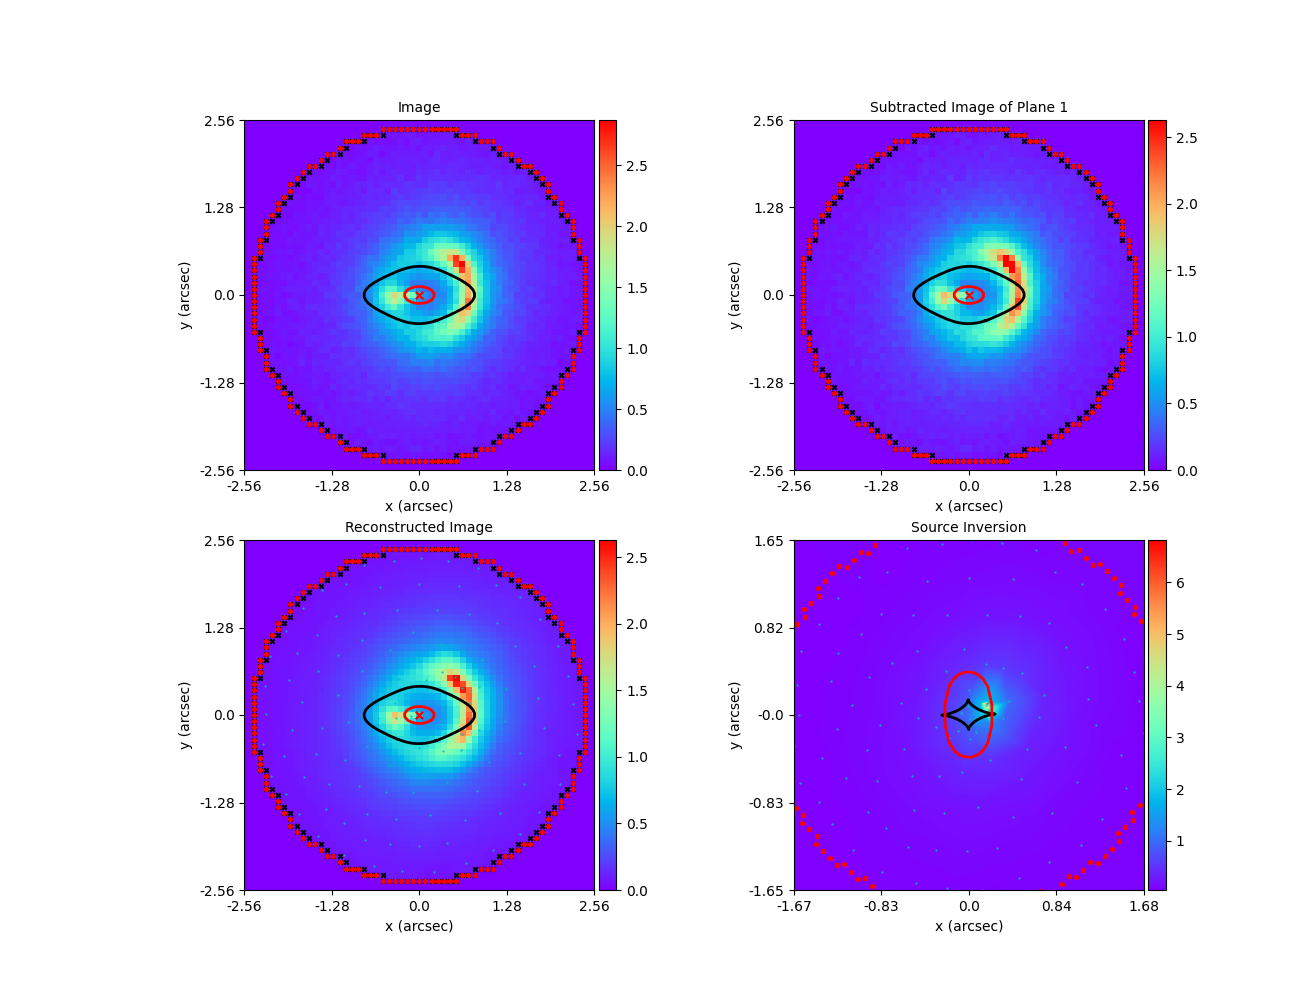 Image
2.56
1.28
0.0
-1.28
-2.56
y (arcsec)
-2.56 -1.28 0.0 1.28 2.56
x (arcsec)
2.5
2.0
1.5
1.0
0.5
0.0
Subtracted Image of Plane 1
2.56
1.28
0.0
-1.28
-2.56
y (arcsec)
-2.56 -1.28 0.0 1.28 2.56
x (arcsec)
2.5
2.0
1.5
1.0
0.5
0.0
Reconstructed Image
2.56
1.28
0.0
-1.28
-2.56
y (arcsec)
-2.56 -1.28 0.0 1.28 2.56
x (arcsec)
2.5
2.0
1.5
1.0
0.5
0.0
Source Inversion
1.65
0.82
-0.0
-0.83
-1.65
y (arcsec)
-1.67 -0.83 0.0 0.84 1.68
x (arcsec)
6
5
4
3
2
1